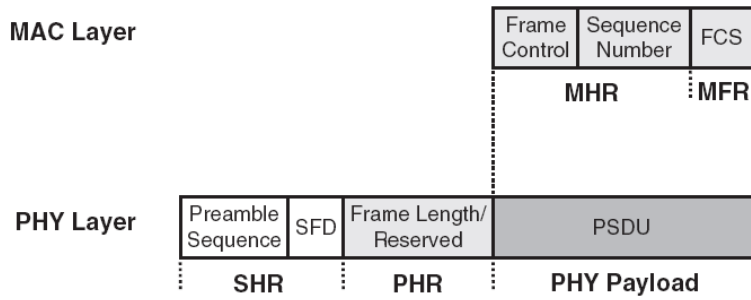 MAC Layer
Frame Control
Sequence Number
FCS
MHR
MFR
PHY Layer
Preamble Sequence
SFD
Frame Length/ Reserved
PSDU
SHR
PHR
PHY Payload